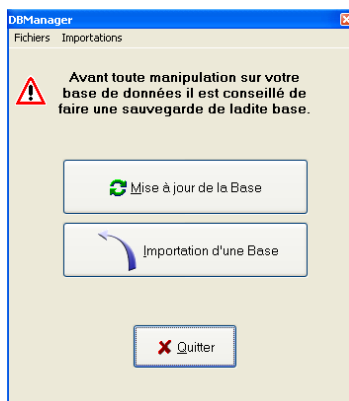 DBManager
Fichiers Importations
Avant toute manipulation sur votre
base de données il est conseillé de
faire une sauvegarde de ladite base.
Mise à jour de la Base
Importation d'une Base
Quitter